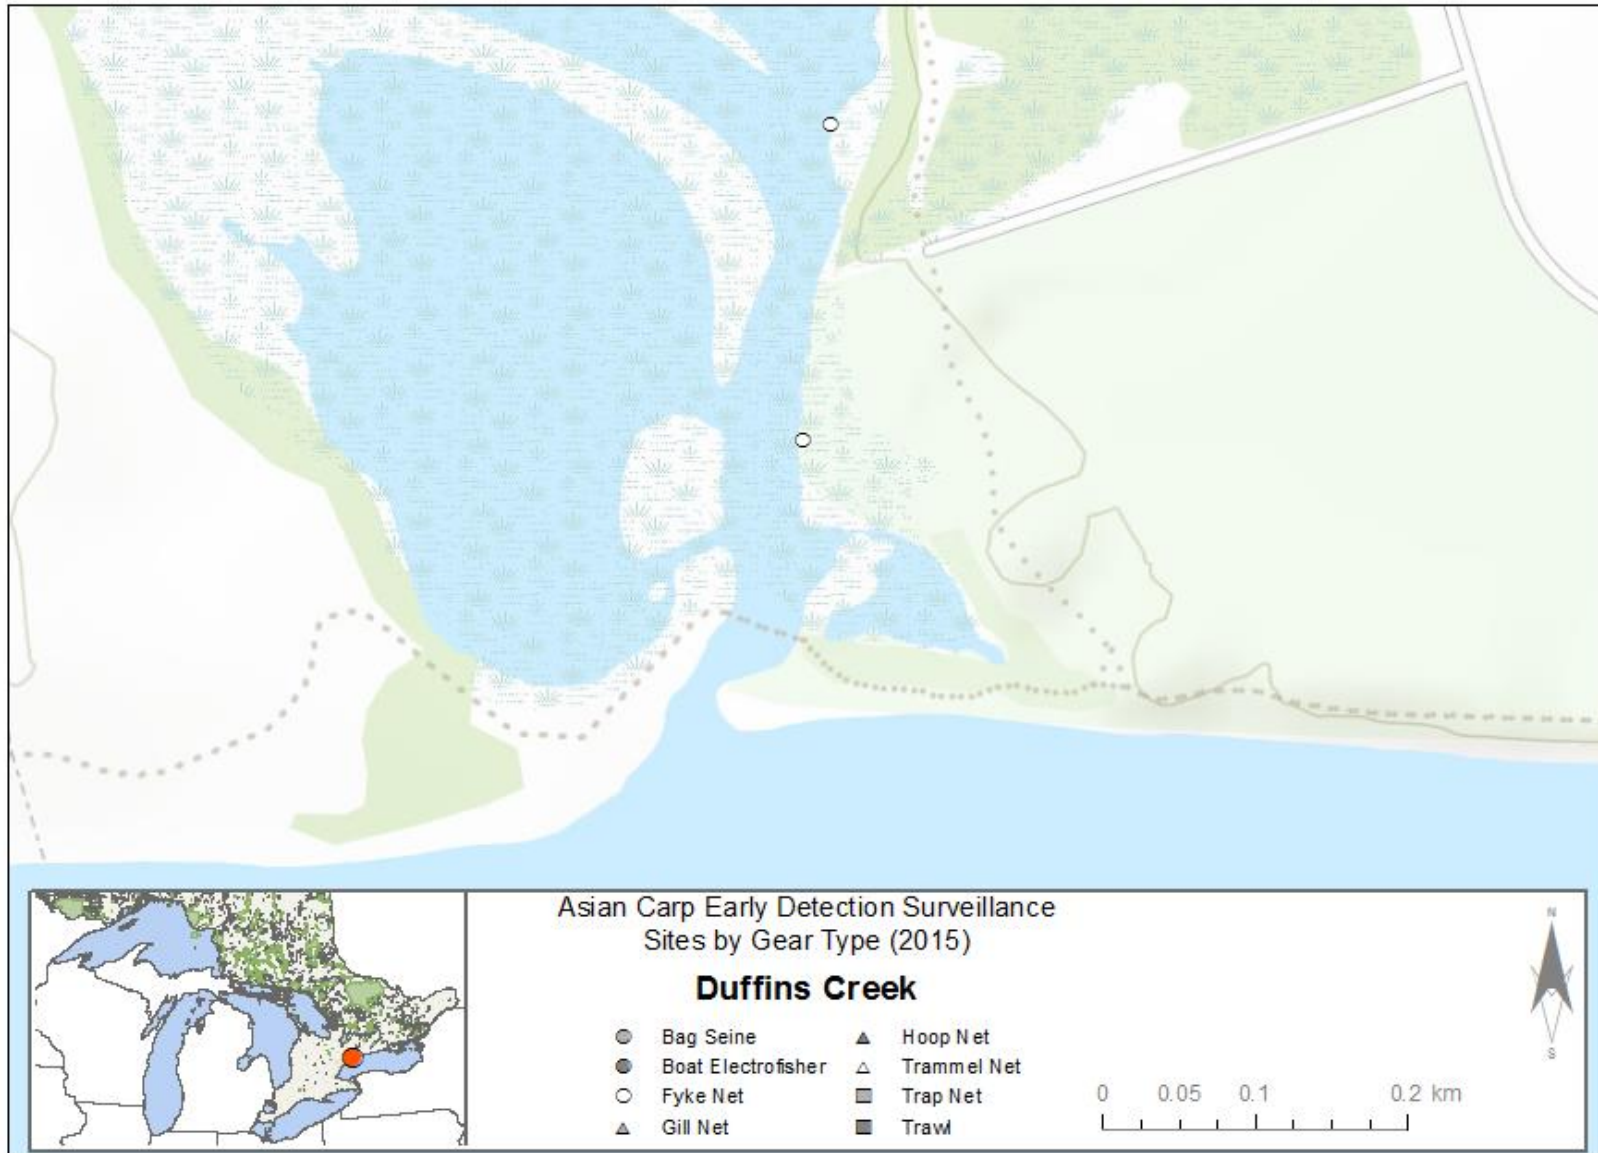 Asian Carp Early Detection Surveillance
Sites by Gear Type (2015)
Duffins Creek
Bag Seine
Boat Electrofisher
Fyke Net
Gill Net
Hoop Net
Trammel Net
Trap Net
Trawl
0 0.05 0.1 0.2 km
N
S